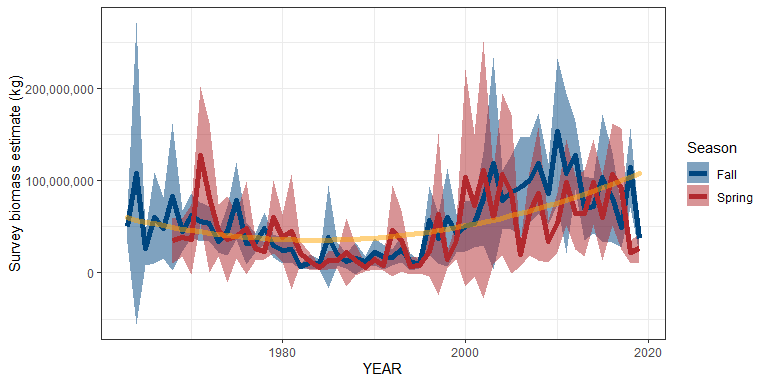 Survey biomass estimate (kg)
200,000,000
100,000,000
0
1980
2000
2020
YEAR
Season
Fall
Spring